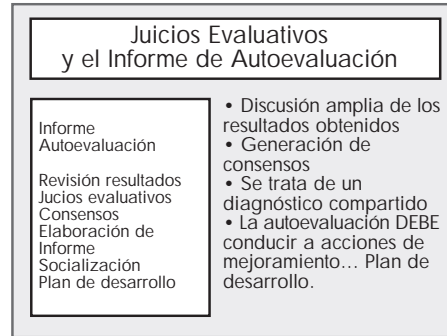 Juicios Evaluativos
y el Informe de Autoevaluación
Informe
Autoevaluación
Revisión resultados
Jucios evaluativos
Consensos
Elaboración de
Informe
Socialización
Plan de desarrollo
• Discusión amplia de los
resultados obtenidos
• Generación de
consensos
• Se trata de un
diagnóstico compartido
• La autoevaluación DEBE
conducir a acciones de
mejoramiento... Plan de
desarrollo.